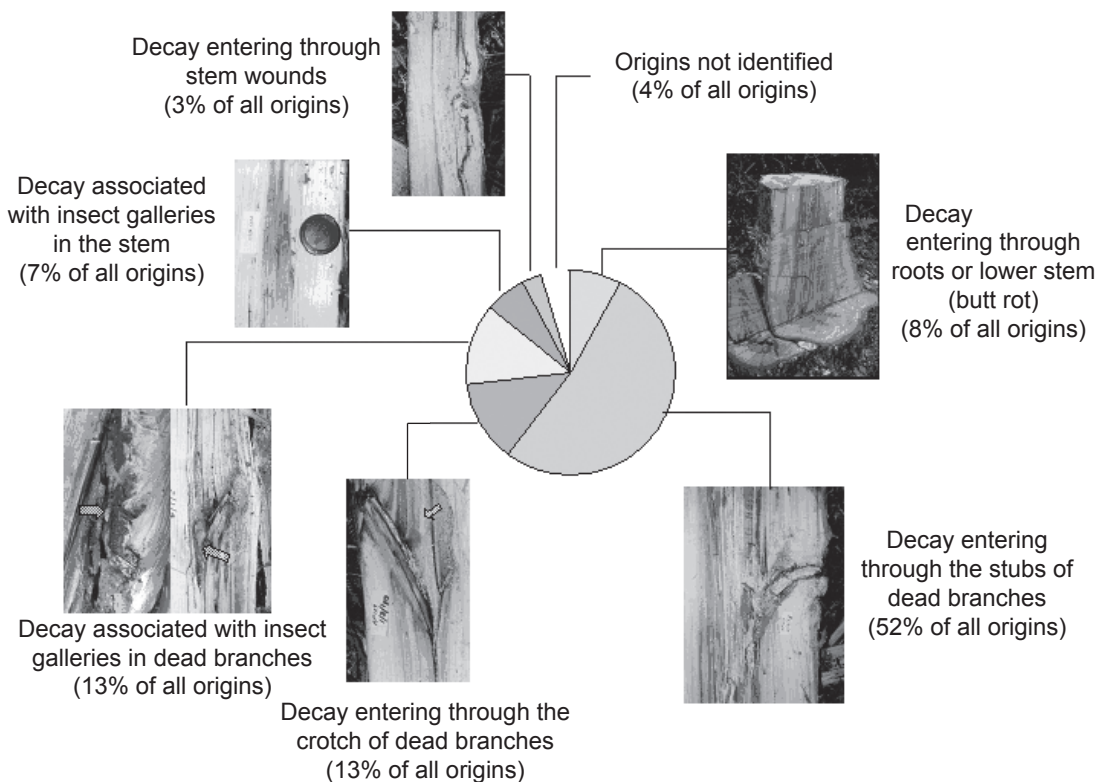 Decay entering through
stem wounds
(3% of all origins)
Origins not identified
(4% of all origins)
Decay associated
with insect galleries
in the stem
(7% of all origins)
Decay
entering through
roots or lower stem
(butt rot)
(8% of all origins)
Decay associated with insect
galleries in dead branches
(13% of all origins)
Decay entering through the
crotch of dead branches
(13% of all origins)
Decay entering
through the stubs of
dead branches
(52% of all origins)